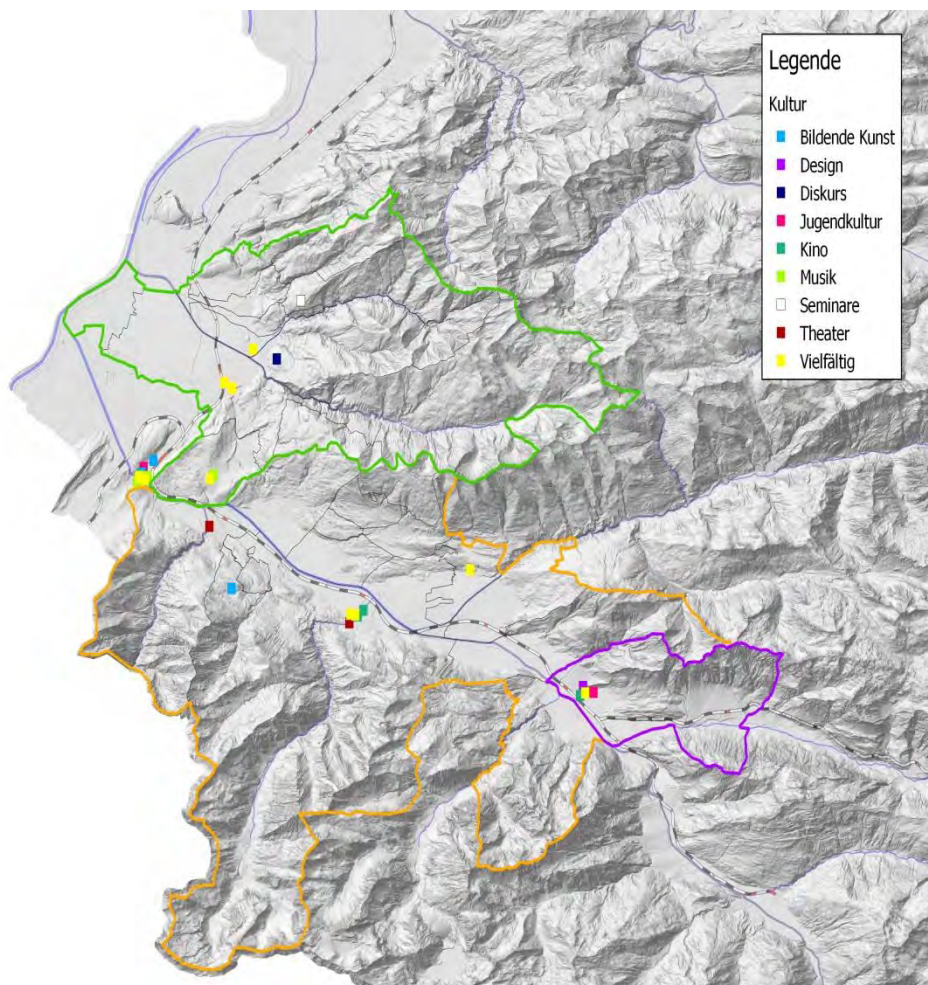 Legende
Kultur
Bildende Kunst
Design
Diskurs
Jugendkultur
Kino
Musik
Seminare
Theater
Vielfältig